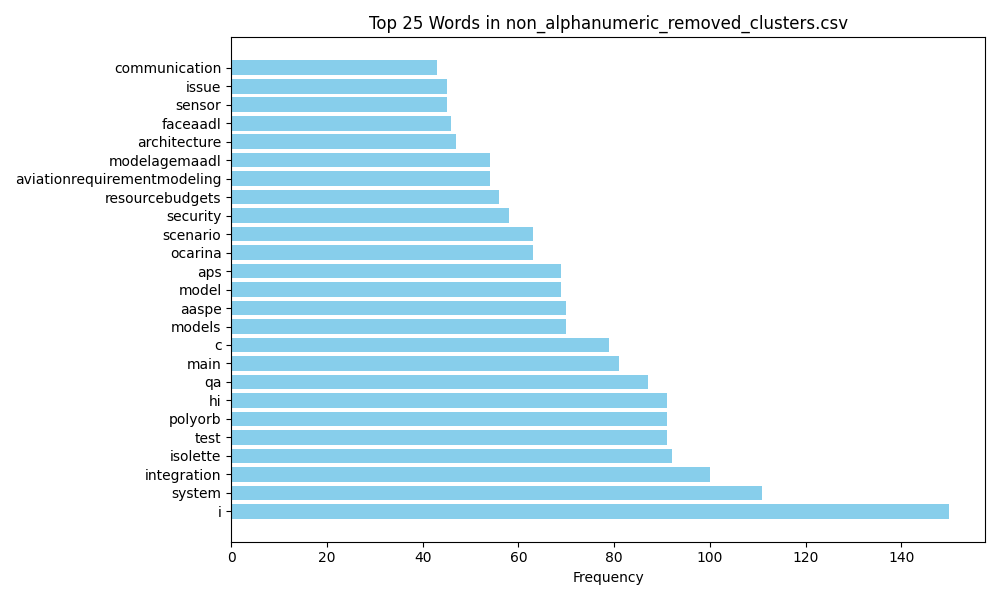 Top 25 Words in non_alphanumeric_removed_clusters.csv
communication
issue
sensor
faceaadl
architecture
modelagemaadl
aviationrequirementmodeling
resourcebudgets
security
scenario
ocarina
aps
model
aaspe
models
c
main
qa
hi
polyorb
test
isolette
integration
system
i
0 20 40 60 80 100 120 140
Frequency